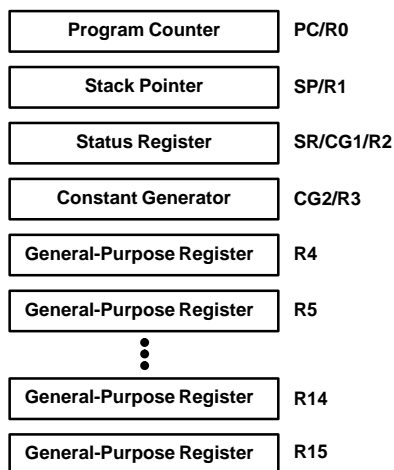 Program Counter PC/R0
Stack Pointer SP/R1
Status Register SR/CG1/R2
Constant Generator CG2/R3
General-Purpose Register R4
General-Purpose Register R5
General-Purpose Register R14
General-Purpose Register R15